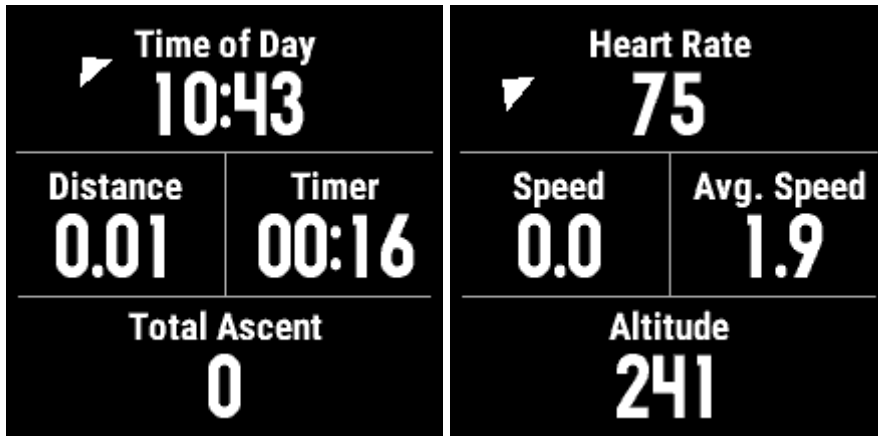 Time of Day
10:43
Distance
Timer
0.01
00:16
Total Ascent
0
Heart Rate
75
Speed
Avg. Speed
0.0
1.9
Altitude
241